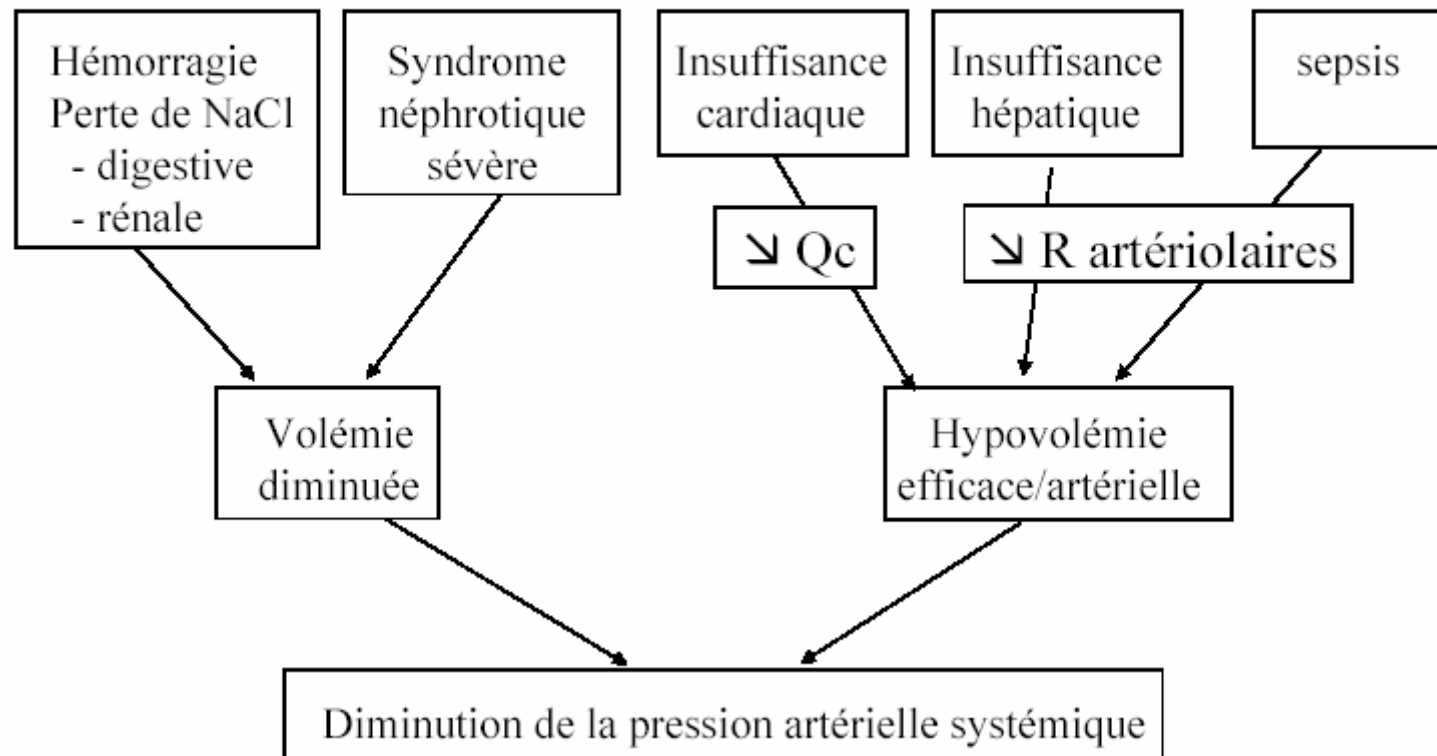 Hémorragie
Perte de NaCl
- digestive
- rénale
Syndrome
néphrotique
sévère
Insuffisance
cardiaque
Insuffisance
hépatique
sepsis
↘ Qc
↘ R artériolaires
Volémie
diminuée
Hypovolémie
efficace/artérielle
Diminution de la pression artérielle systémique